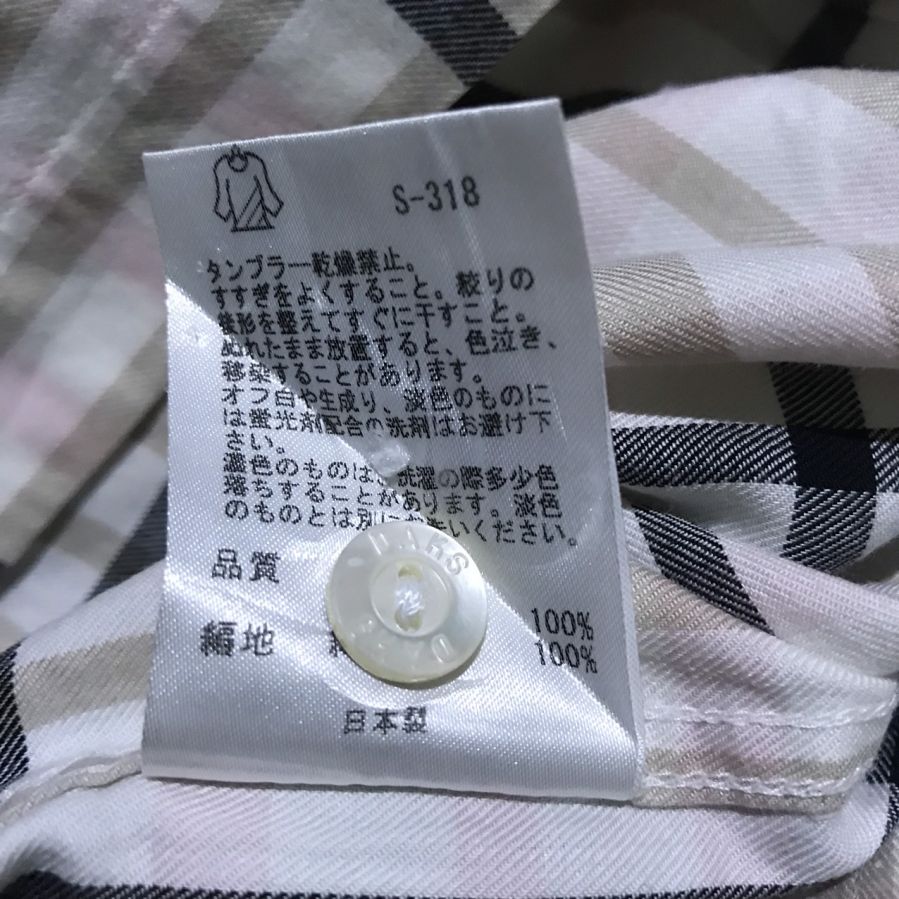 S-318
タンブラー乾燥禁止。
すすぎをよくすること。絞りの
後形を整えてすぐに干すこと。
ぬれたまま放置すると、色泣き、
移染することがあります。
オフ白や生成り、淡色のものに
は蛍光剤配合の洗剤はお避け下
さい。
濃色のものは、洗濯の際多少色
落ちすることがあります。淡色
のものとは別にお洗いください。
品質 100%
編地 100%
日本製
DAKS